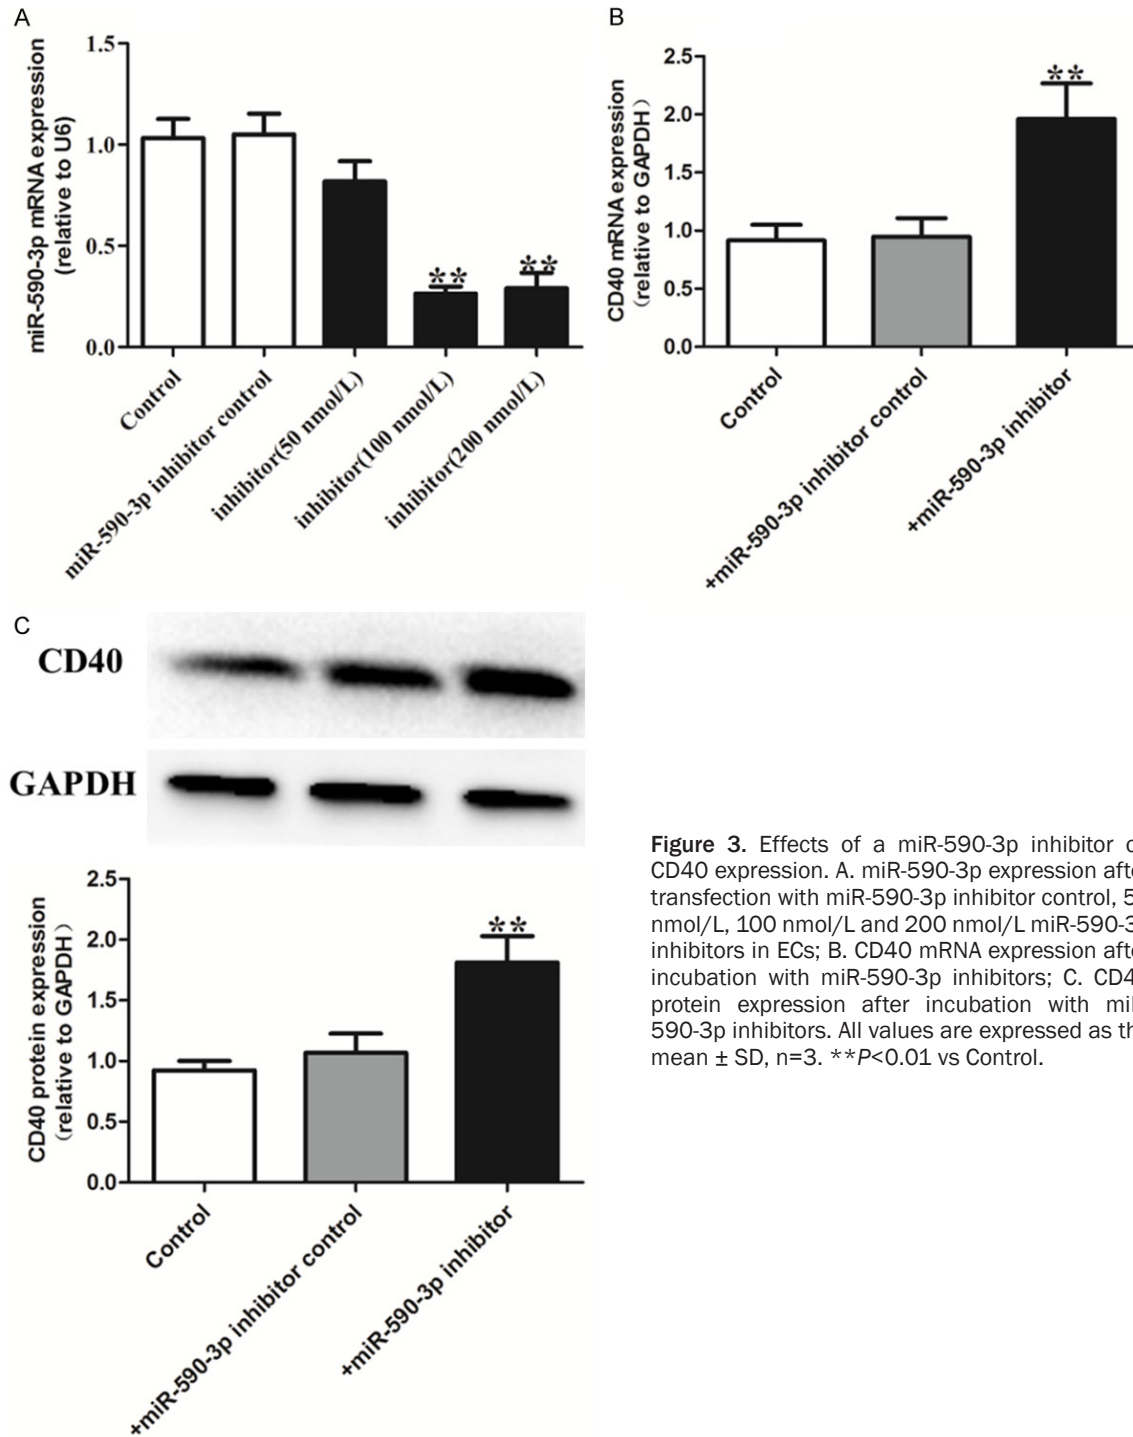 A
miR-590-3p mRNA expression
(relative to U6)
1.5
1.0
0.5
0.0
**
**
Control
miR-590-3p inhibitor control
inhibitor(50 nmol/L)
inhibitor(100 nmol/L)
inhibitor(200 nmol/L)
B
CD40 mRNA expression
(relative to GAPDH)
2.5
2.0
1.5
1.0
0.5
0.0
**
Control
+miR-590-3p inhibitor control
+miR-590-3p inhibitor
C
CD40
GAPDH
CD40 protein expression
(relative to GAPDH)
2.5
2.0
1.5
1.0
0.5
0.0
**
Control
+miR-590-3p inhibitor control
+miR-590-3p inhibitor
Figure 3. Effects of a miR-590-3p inhibitor
CD40 expression. A. miR-590-3p expression
transfection with miR-590-3p inhibitor control,
nmol/L, 100 nmol/L and 200 nmol/L
inhibitors in ECs; B. CD40 mRNA expression
incubation with miR-590-3p inhibitors; C.
protein expression after incubation with
590-3p inhibitors. All values are expressed as
mean ± SD, n=3. **P<0.01 vs Control.